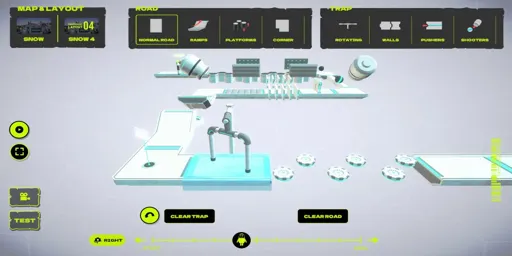 MAP & LAYOUT
ROAD
TRAP
LAYOUT 04
SNOW
SNOW 4
NORMAL ROAD
RAMPS
PLATFORMS
CORNER
ROTATING
WALLS
PUSHERS
SHOOTERS
TEST
CLEAR TRAP
CLEAR ROAD
RIGHT